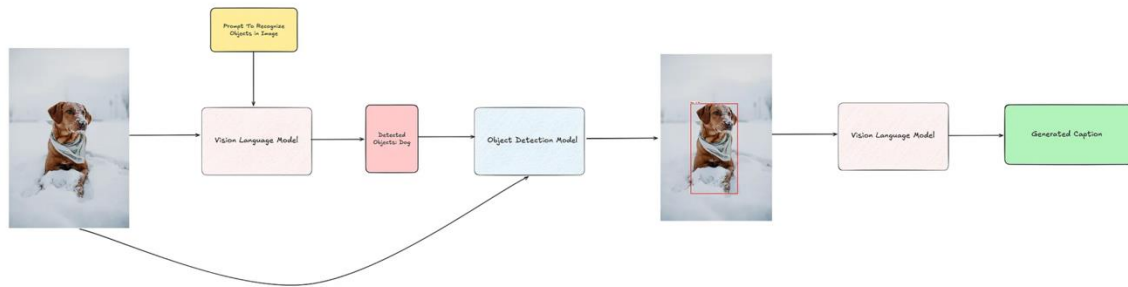 Prompt To Recognize
Objects in Image
Vision Language Model
Detected
Objects: Dog
Object Detection Model
Vision Language Model
Generated Caption